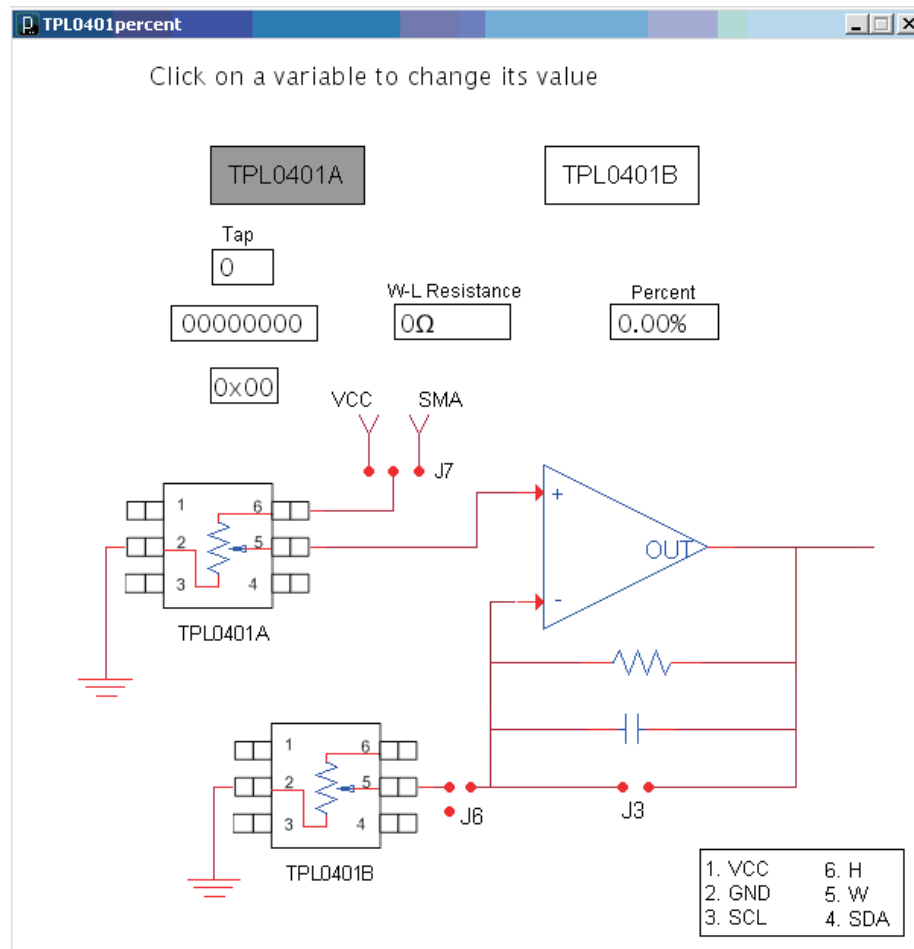 TPL0401percent
Click on a variable to change its value
TPL0401A
TPL0401B
Tap
0
W-L Resistance
Percent
00000000
0Ω
0.00%
0x00
VCC
SMA
J7
1
6
2
5
3
4
TPL0401A
+
-
OUT
1
6
2
5
3
4
TPL0401B
J6
J3
1. VCC 6. H
2. GND 5. W
3. SCL 4. SDA